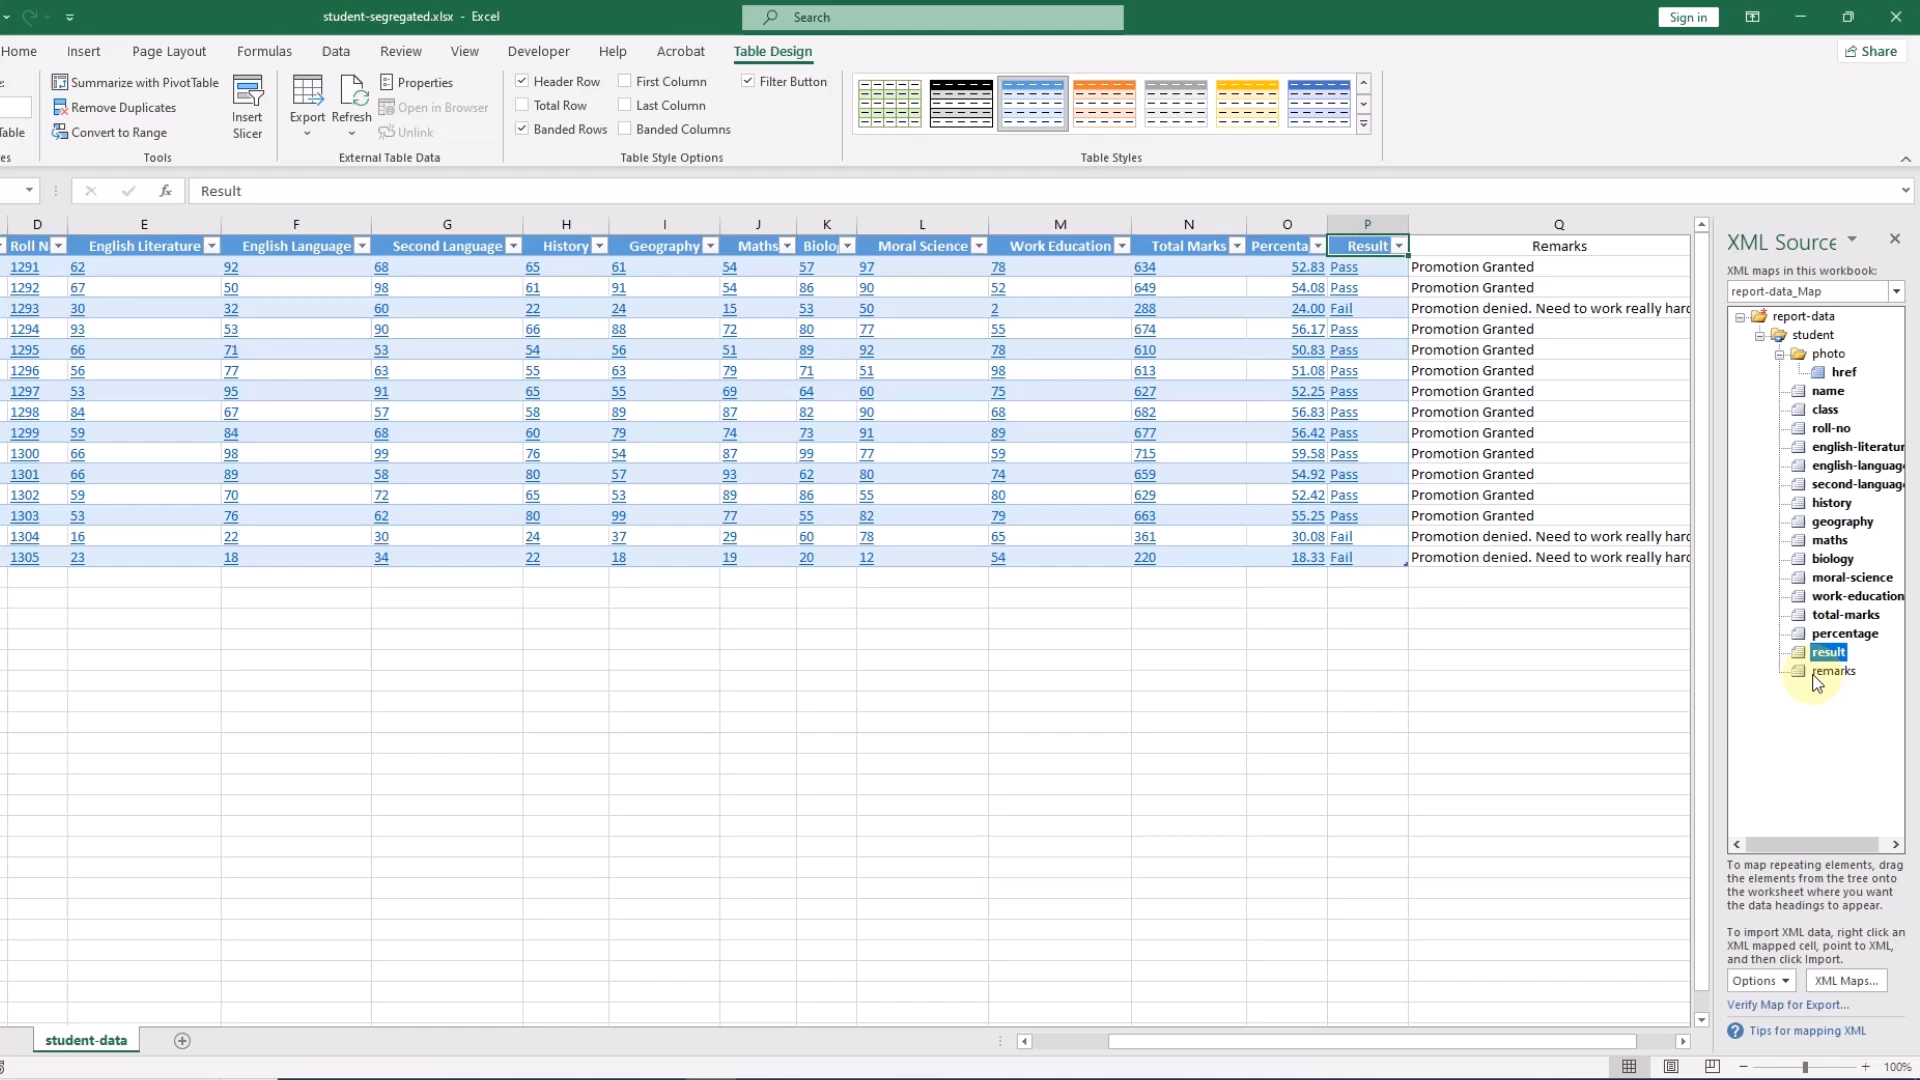 student-segregated.xlsx - Excel
Search
Sign in
Home Insert Page Layout Formulas Data Review View Developer Help Acrobat Table Design
Share
Summarize with PivotTable
Remove Duplicates
Convert to Range
Tools
Insert
Slicer
Export
Refresh
Properties
Open in Browser
Unlink
External Table Data
Header Row First Column Filter Button
Total Row Last Column
Banded Rows Banded Columns
Table Style Options
Table Styles
fx Result
D E F G H I J K L M N O P Q
Roll N English Literature English Language Second Language History Geography Maths Biolo Moral Science Work Education Total Marks Percenta Result Remarks
1291 62 92 68 65 61 54 57 97 78 634 52.83 Pass Promotion Granted
1292 67 50 98 61 91 54 86 90 52 649 54.08 Pass Promotion Granted
1293 30 32 60 22 24 15 53 50 2 288 24.00 Fail Promotion denied. Need to work really hard
1294 93 53 90 66 88 72 80 77 55 674 56.17 Pass Promotion Granted
1295 66 71 53 54 56 51 89 92 78 610 50.83 Pass Promotion Granted
1296 56 77 63 55 63 79 71 51 98 613 51.08 Pass Promotion Granted
1297 53 95 91 65 55 69 64 60 75 627 52.25 Pass Promotion Granted
1298 84 67 57 58 89 87 82 90 68 682 56.83 Pass Promotion Granted
1299 59 84 68 60 79 74 73 91 89 677 56.42 Pass Promotion Granted
1300 66 98 99 76 54 87 99 77 59 715 59.58 Pass Promotion Granted
1301 66 89 58 80 57 93 62 80 74 659 54.92 Pass Promotion Granted
1302 59 70 72 65 53 89 86 55 80 629 52.42 Pass Promotion Granted
1303 53 76 62 80 99 77 55 82 79 663 55.25 Pass Promotion Granted
1304 16 22 30 24 37 29 60 78 65 361 30.08 Fail Promotion denied. Need to work really hard
1305 23 18 34 22 18 19 20 12 54 220 18.33 Fail Promotion denied. Need to work really hard
XML Source
XML maps in this workbook:
report-data_Map
report-data
student
photo
href
name
class
roll-no
english-literatur
english-language
second-language
history
geography
maths
biology
moral-science
work-education
total-marks
percentage
result
remarks
To map repeating elements, drag
the elements from the tree onto
the worksheet where you want
the data headings to appear.
To import XML data, right click an
XML mapped cell, point to XML,
and then click Import.
Options XML Maps...
Verify Map for Export...
Tips for mapping XML
student-data
100%